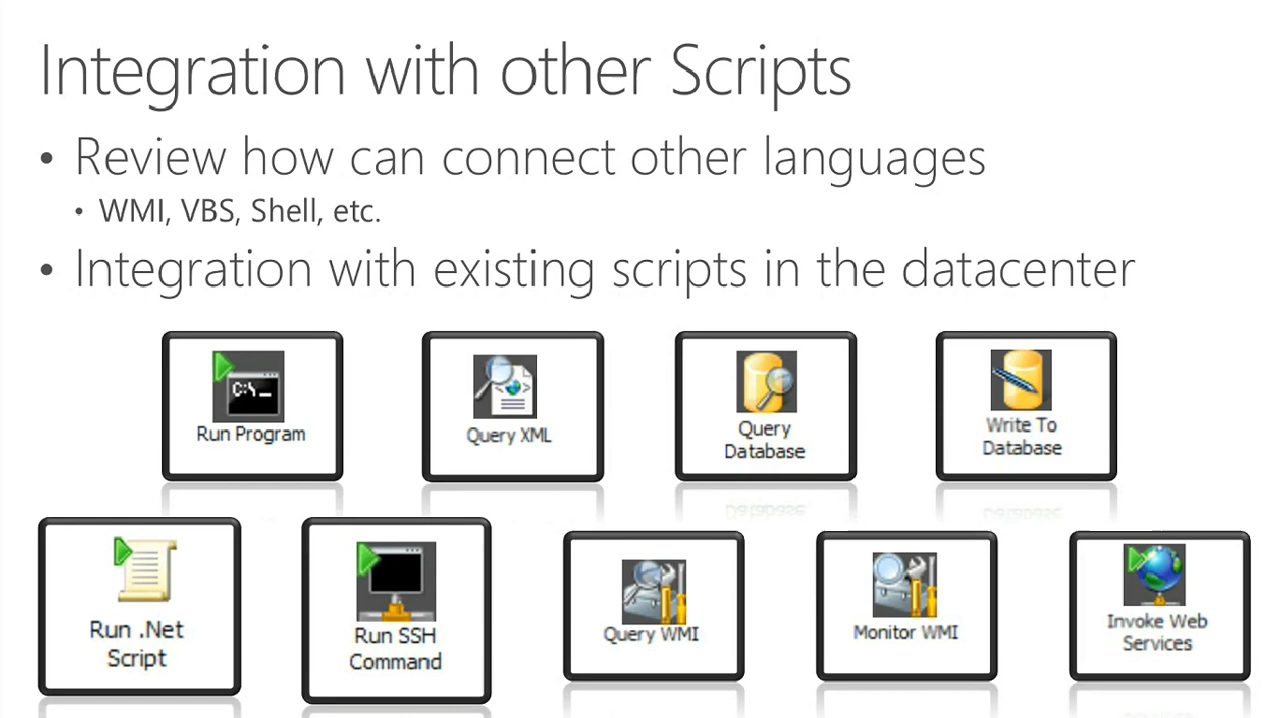 Integration with other Scripts
• Review how can connect other languages
• WMI, VBS, Shell, etc.
• Integration with existing scripts in the datacenter
C:\_
Run Program
Query XML
Query
Database
Write To
Database
Run .Net
Script
Run SSH
Command
Query WMI
Monitor WMI
Invoke Web
Services